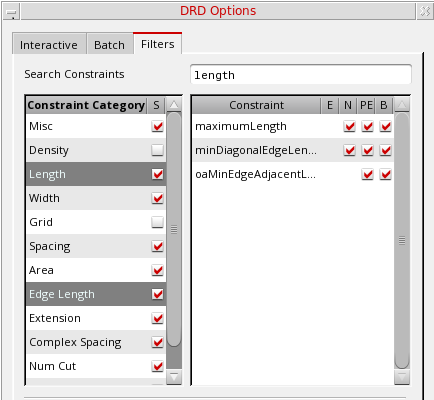 DRD Options
Interactive Batch Filters
Search Constraints length
Constraint Category S
Misc
Density
Length
Width
Grid
Spacing
Area
Edge Length
Extension
Complex Spacing
Num Cut
Constraint E N PE B
maximumLength
minDiagonalEdgeLen...
oaMinEdgeAdjacentL...